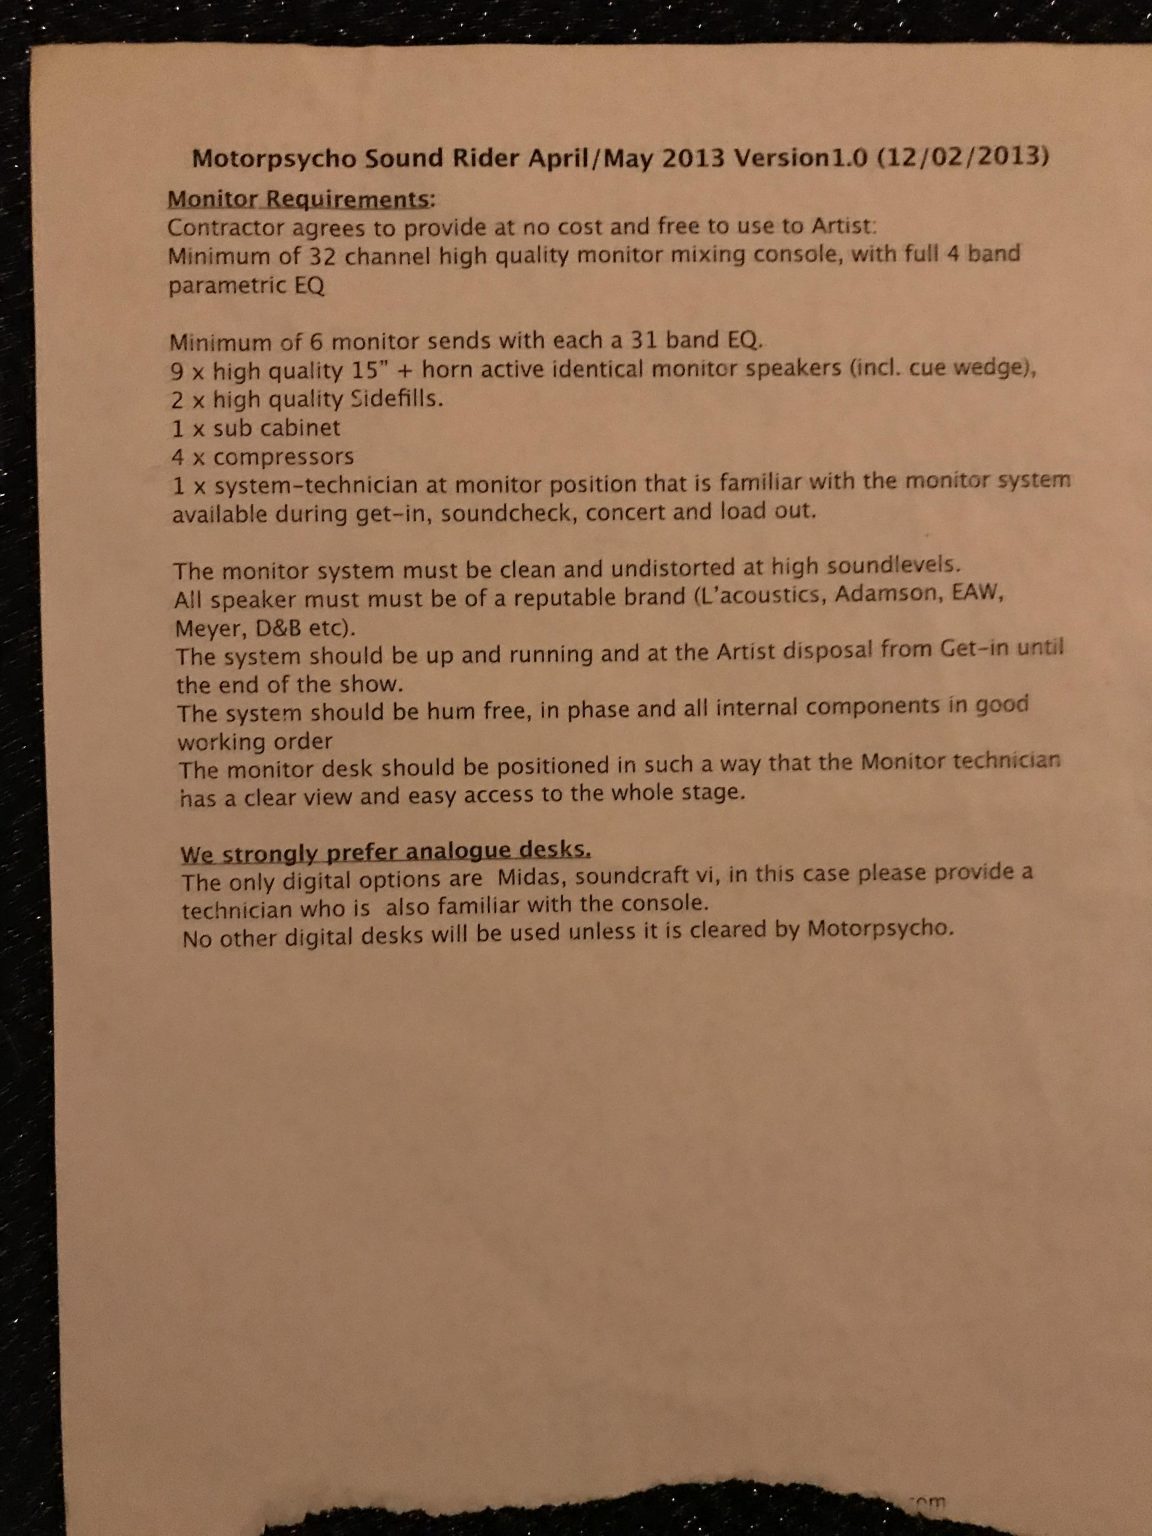 Motorpsycho Sound Rider April/May 2013 Version1.0 (12/02/2013)
Monitor Requirements:
Contractor agrees to provide at no cost and free to use to Artist:
Minimum of 32 channel high quality monitor mixing console, with full 4 band
parametric EQ
Minimum of 6 monitor sends with each a 31 band EQ.
9 x high quality 15" + horn active identical monitor speakers (incl. cue wedge),
2 x high quality Sidefills.
1 x sub cabinet
4 x compressors
1 x system-technician at monitor position that is familiar with the monitor system
available during get-in, soundcheck, concert and load out.
The monitor system must be clean and undistorted at high soundlevels.
All speaker must must be of a reputable brand (L'acoustics, Adamson, EAW,
Meyer, D&B etc).
The system should be up and running and at the Artist disposal from Get-in until
the end of the show.
The system should be hum free, in phase and all internal components in good
working order
The monitor desk should be positioned in such a way that the Monitor technician
has a clear view and easy access to the whole stage.
We strongly prefer analogue desks.
The only digital options are  Midas, soundcraft vi, in this case please provide a
technician who is  also familiar with the console.
No other digital desks will be used unless it is cleared by Motorpsycho.